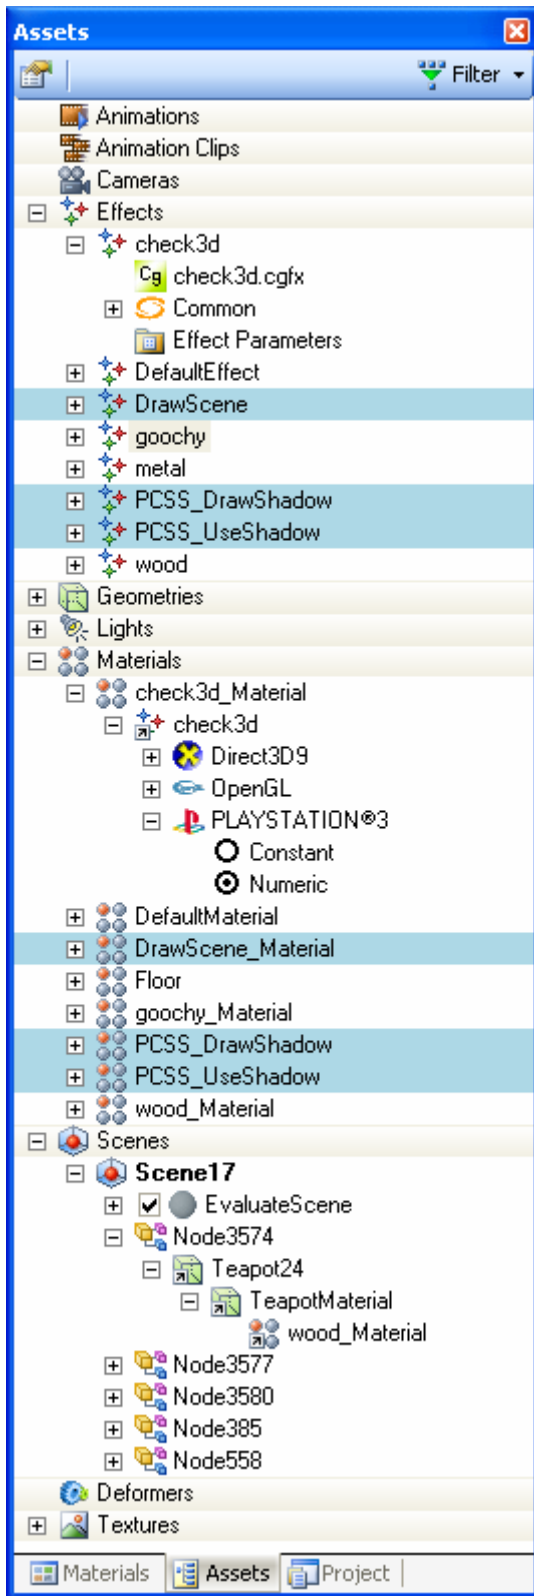 Assets
Filter
Animations
Animation Clips
Cameras
Effects
check3d
Cg check3d.cgfx
Common
Effect Parameters
DefaultEffect
DrawScene
goochy
metal
PCSS_DrawShadow
PCSS_UseShadow
wood
Geometries
Lights
Materials
check3d_Material
check3d
Direct3D9
OpenGL
PLAYSTATION®3
Constant
Numeric
DefaultMaterial
DrawScene_Material
Floor
goochy_Material
PCSS_DrawShadow
PCSS_UseShadow
wood_Material
Scenes
Scene17
EvaluateScene
Node3574
Teapot24
TeapotMaterial
wood_Material
Node3577
Node3580
Node385
Node558
Deformers
Textures
Materials Assets Project